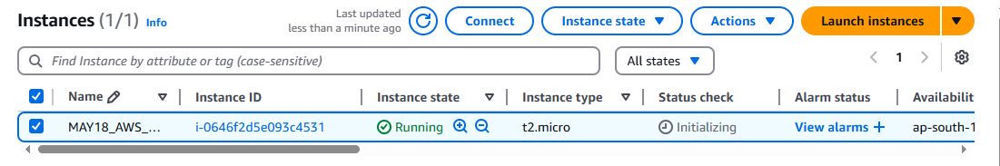 Instances (1/1) Info
Last updated
less than a minute ago
Connect
Instance state
Actions
Launch instances
Find Instance by attribute or tag (case-sensitive)
All states
1
Name Instance ID Instance state Instance type Status check Alarm status Availabilit
MAY18_AWS_... i-0646f2d5e093c4531 Running t2.micro Initializing View alarms + ap-south-1